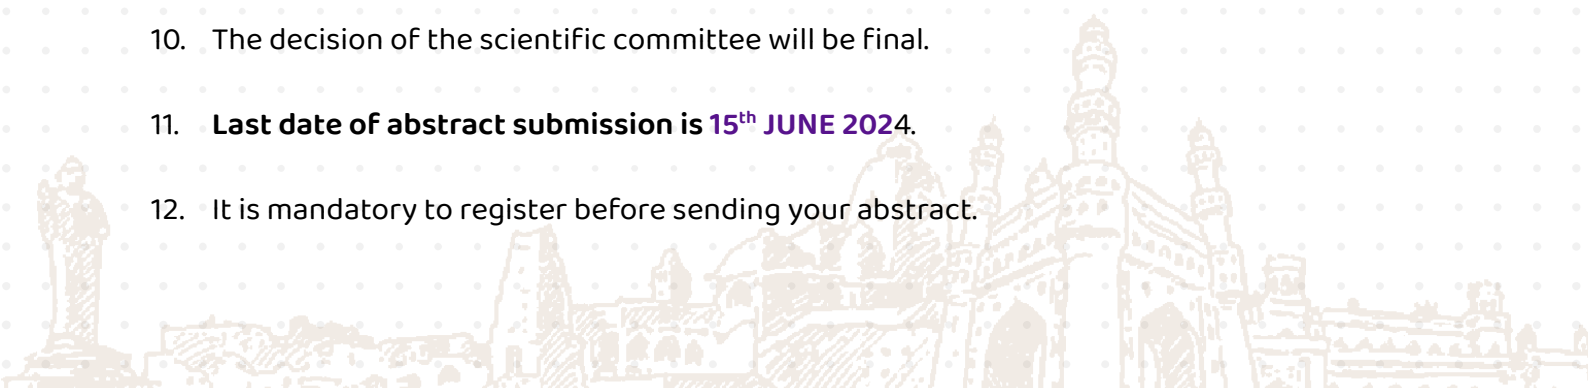 10. The decision of the scientific committee will be final.
11. Last date of abstract submission is 15th JUNE 2024.
12. It is mandatory to register before sending your abstract.